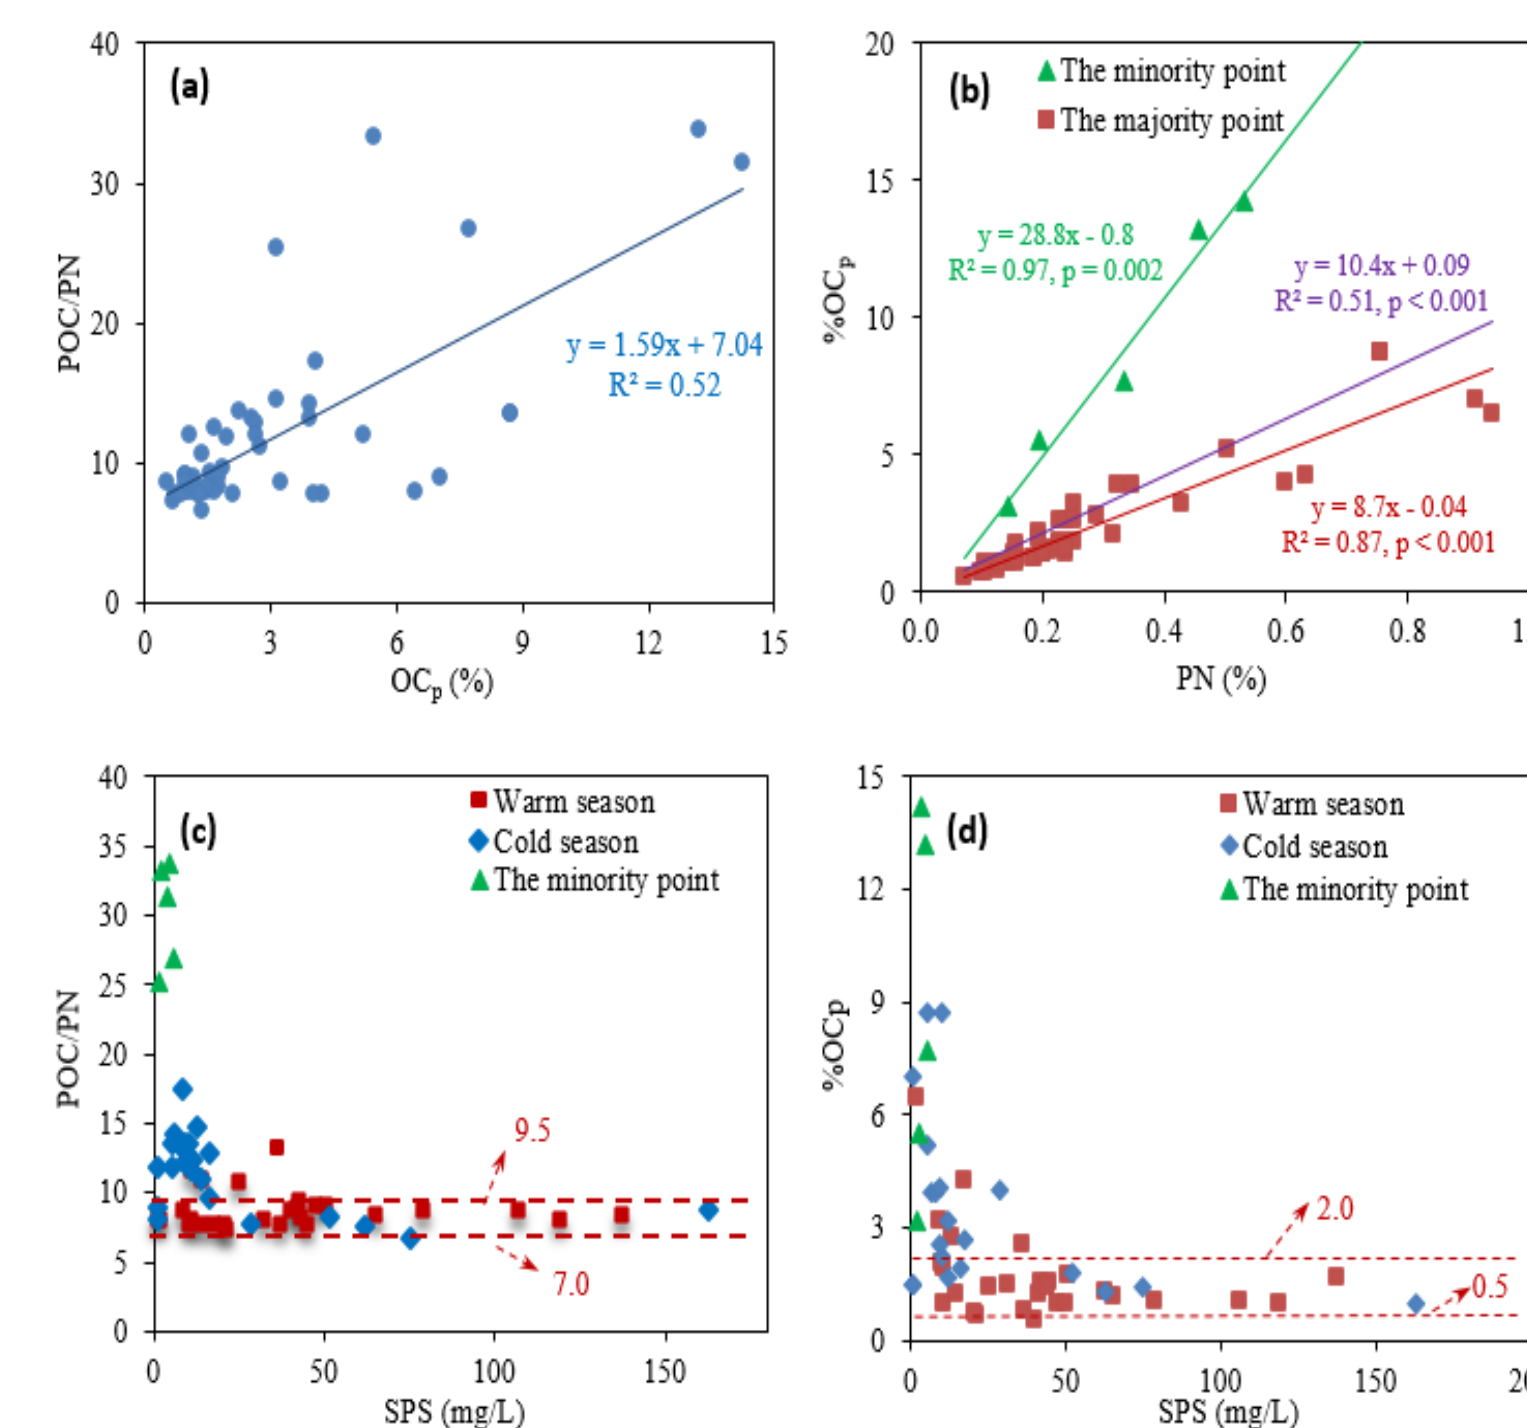 40
(a)
30
20
10
0
POC/PN
y = 1.59x + 7.04
R² = 0.52
0 3 6 9 12 15
OCp (%)
20
(b)
The minority point
The majority point
15
10
5
0
%OCp
y = 28.8x - 0.8
R² = 0.97, p = 0.002
y = 10.4x + 0.09
R² = 0.51, p < 0.001
y = 8.7x - 0.04
R² = 0.87, p < 0.001
0.0 0.2 0.4 0.6 0.8
PN (%)
40
(c)
Warm season
Cold season
The minority point
35
30
25
20
15
10
5
0
POC/PN
9.5
7.0
0 50 100 150
SPS (mg/L)
15
(d)
Warm season
Cold season
The minority point
12
9
6
3
0
%OCp
2.0
0.5
0 50 100 150
SPS (mg/L)